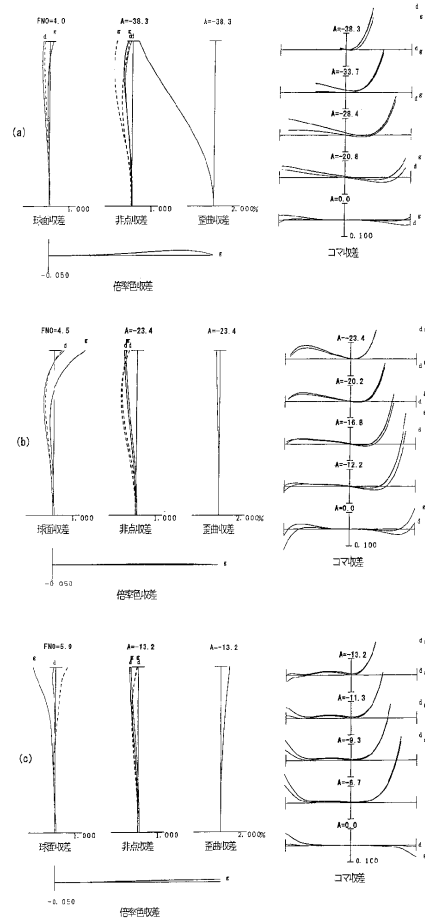 A=-38.3
FNO=4.0 A=-38.3 A=-38.3
d g g g d
d g
A=-33.7
g
A=-28.4
(a)
A=-20.8
g
A=0.0
1.000 1.000 2.000%
球面収差 非点収差 歪曲収差
d
0.100
g
コマ収差
-0.050
倍率色収差
FNO=4.5 A=-23.4 A=-23.4
A=-23.4
d g d
A=-20.2
A=-16.8
d
(b)
A=-12.2
A=0.0
1.000 1.000 2.000%
球面収差 非点収差 歪曲収差
d
0.100
g
コマ収差
-0.050
倍率色収差
FNO=5.9 A=-13.2 A=-13.2
A=-13.2
g d g g d
d
A=-11.3
d
A=-9.3
d
(c)
A=-6.7
A=0.0
1.000 1.000 2.000%
球面収差 非点収差 歪曲収差
d
g
0.100
g
コマ収差
-0.050
倍率色収差